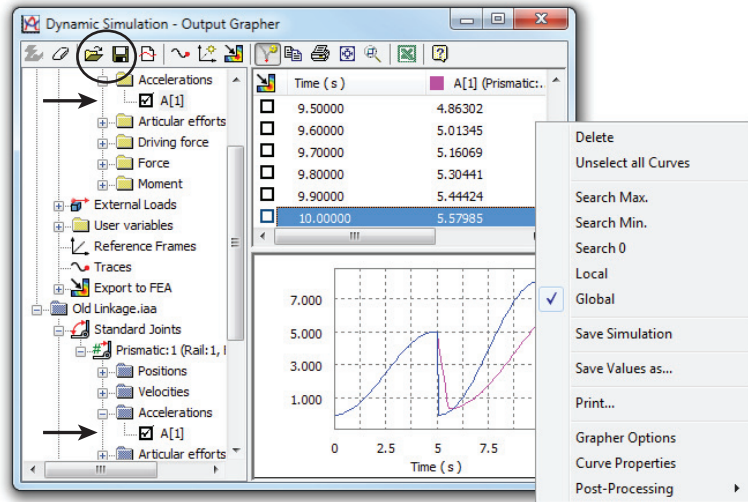 Dynamic Simulation - Output Grapher
Accelerations
A[1]
Articular efforts
Driving force
Force
Moment
External Loads
User variables
Reference Frames
Traces
Export to FEA
Old Linkage.iaa
Standard Joints
Prismatic:1 (Rail:1,
Positions
Velocities
Accelerations
A[1]
Articular efforts
Time ( s ) A[1] (Prismatic:..
9.50000 4.86302
9.60000 5.01345
9.70000 5.16069
9.80000 5.30441
9.90000 5.44424
10.00000 5.57985
7.000
5.000
3.000
1.000
0 2.5 5 7.5
Time ( s )
Delete
Unselect all Curves
Search Max.
Search Min.
Search 0
Local
Global
Save Simulation
Save Values as...
Print...
Grapher Options
Curve Properties
Post-Processing